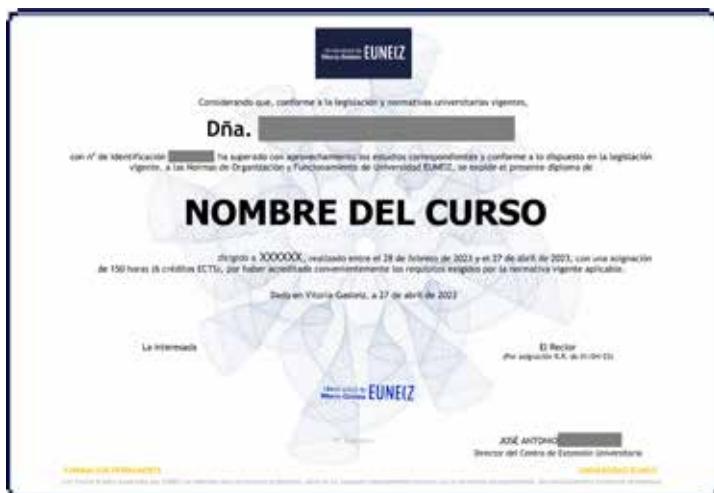 EUNEIZ
Considerando que, conforme a la legislación y normativas universitarias vigentes,
Dña.
con nº de identificación ha superado con aprovechamiento los estudios correspondientes y conforme a lo dispuesto en la legislación
vigente, a las Normas de Organización y Funcionamiento de Universidad EUNEIZ, se expide el presente diploma de
NOMBRE DEL CURSO
dirigido a XXXXXX, realizado entre el 28 de febrero de 2023 y el 27 de abril de 2023, con una asignación
de 150 horas (6 créditos ECTS), por haber acreditado convenientemente los requisitos exigidos por la normativa vigente aplicable.
Dado en Vitoria Gasteiz, a 27 de abril de 2023
La interesada
El Rector
(Por asignación R.R. de
EUNEIZ
JOSÉ ANTONIO
Director del Centro de Extensión Universitaria
FORMACIÓN PERMANENTE
UNIVERSIDAD EUNEIZ